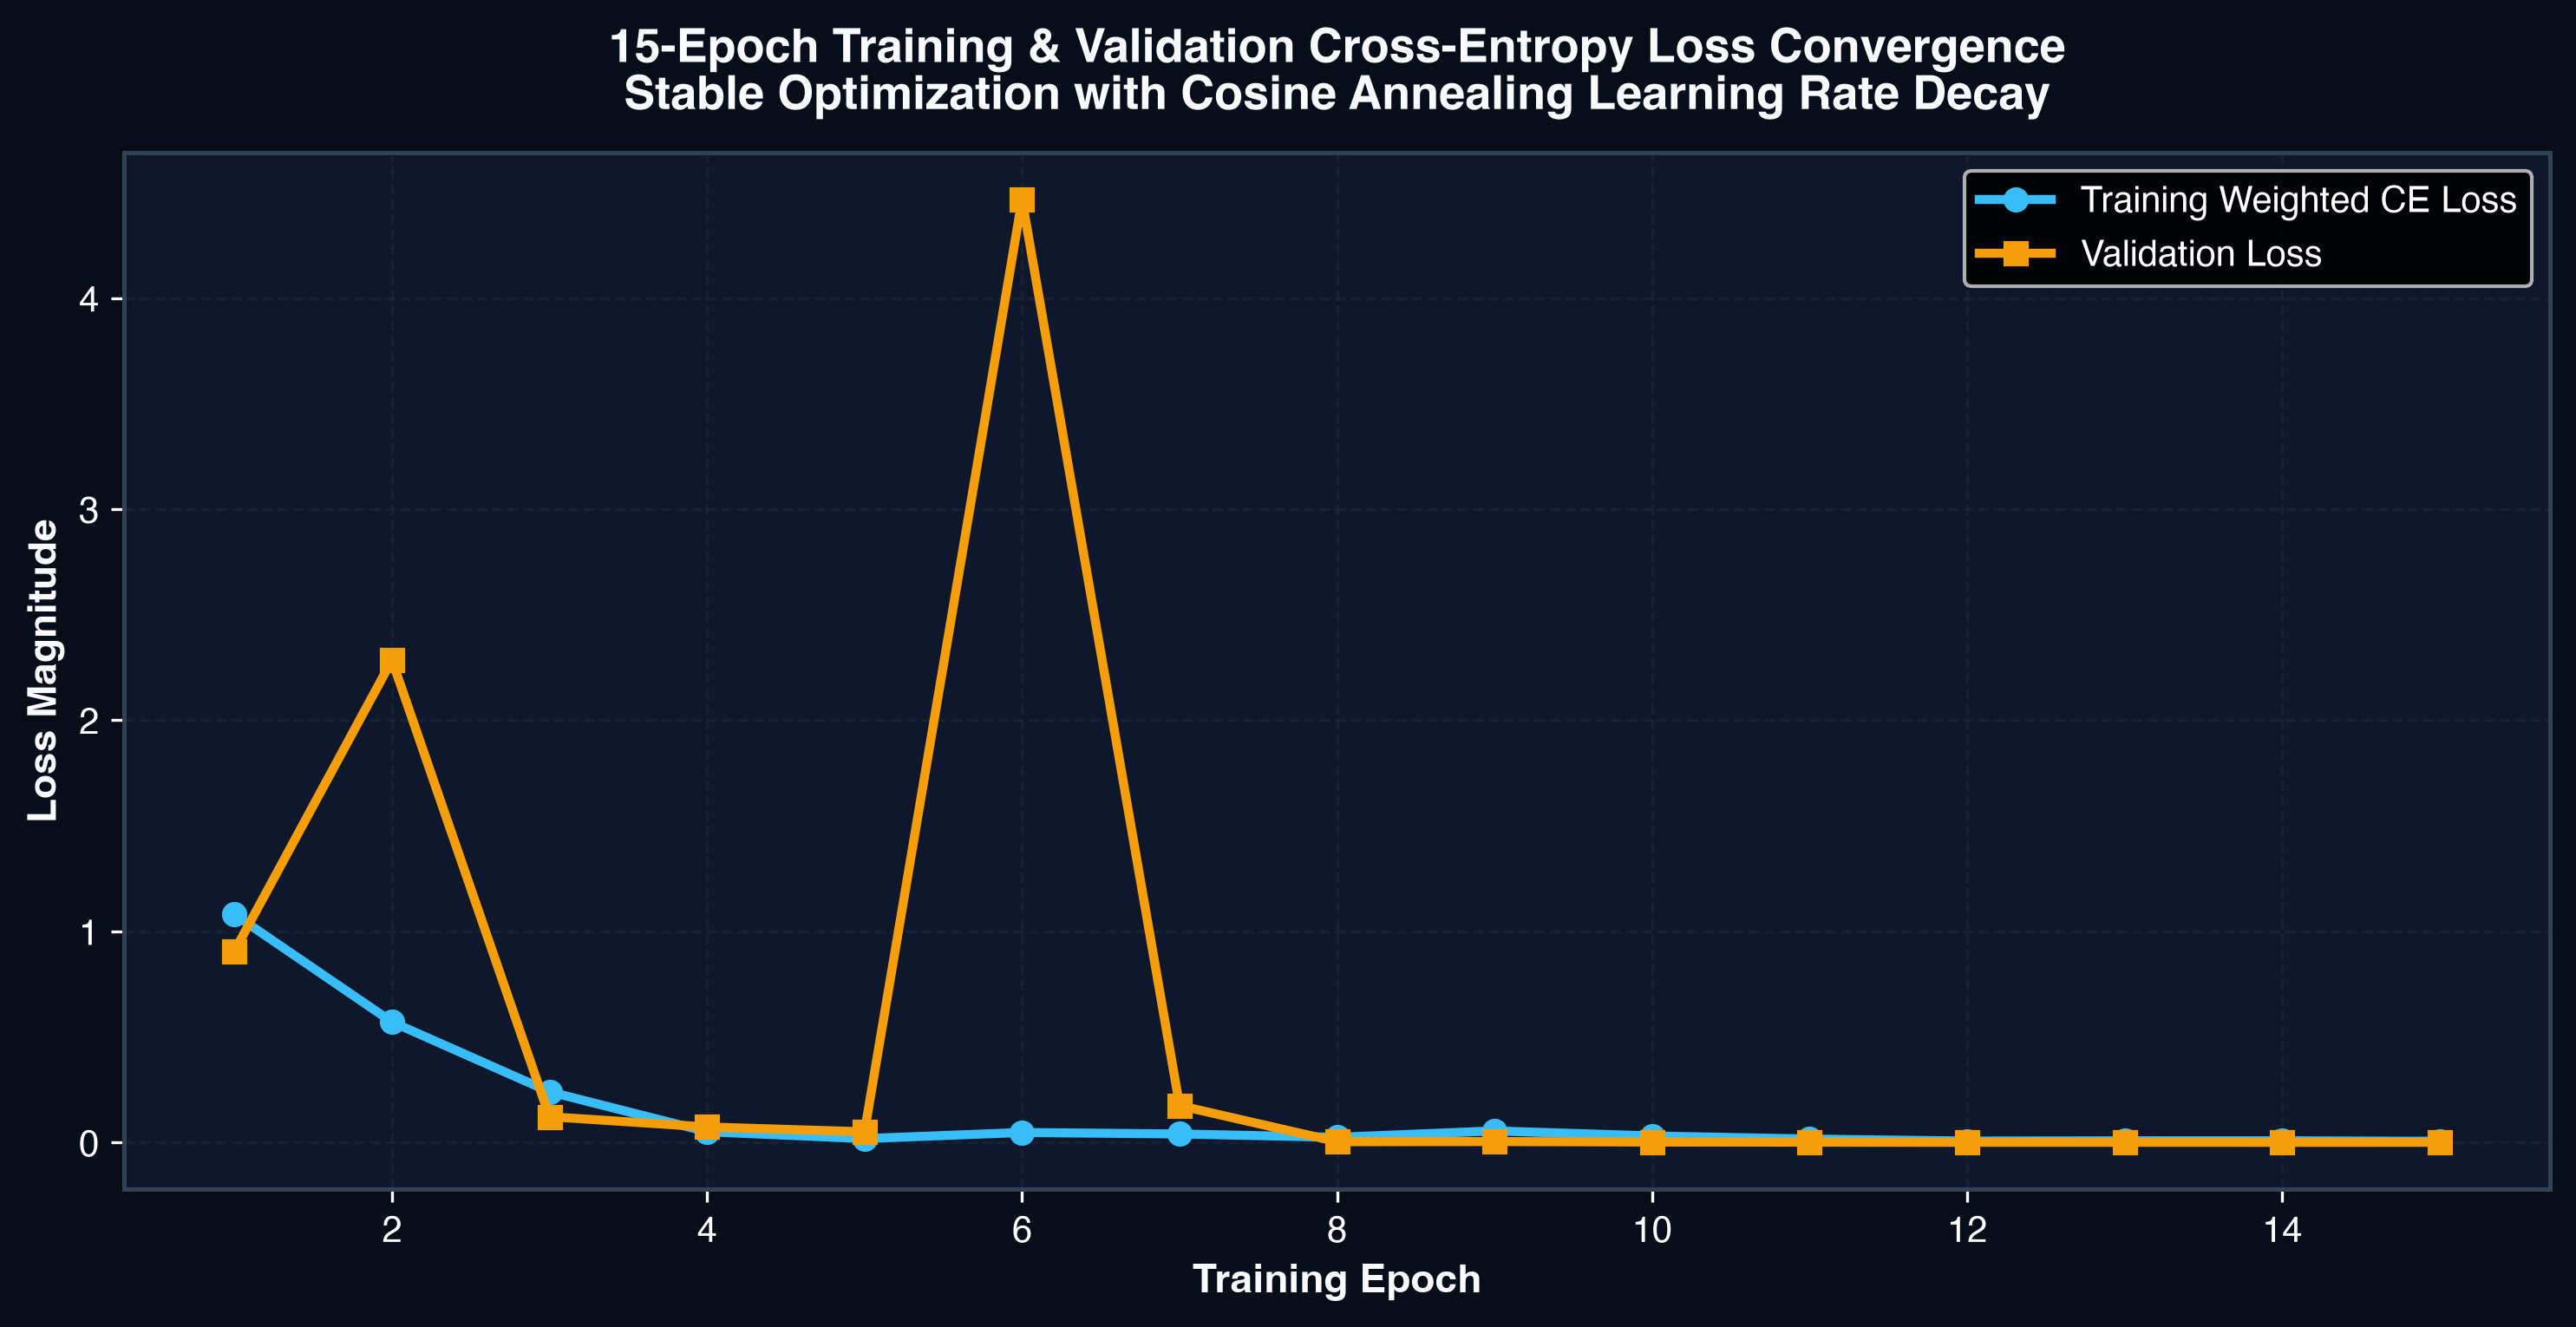 15-Epoch Training & Validation Cross-Entropy Loss Convergence
Stable Optimization with Cosine Annealing Learning Rate Decay
Training Weighted CE Loss
Validation Loss
Loss Magnitude
4
3
2
1
0
2 4 6 8 10 12 14
Training Epoch